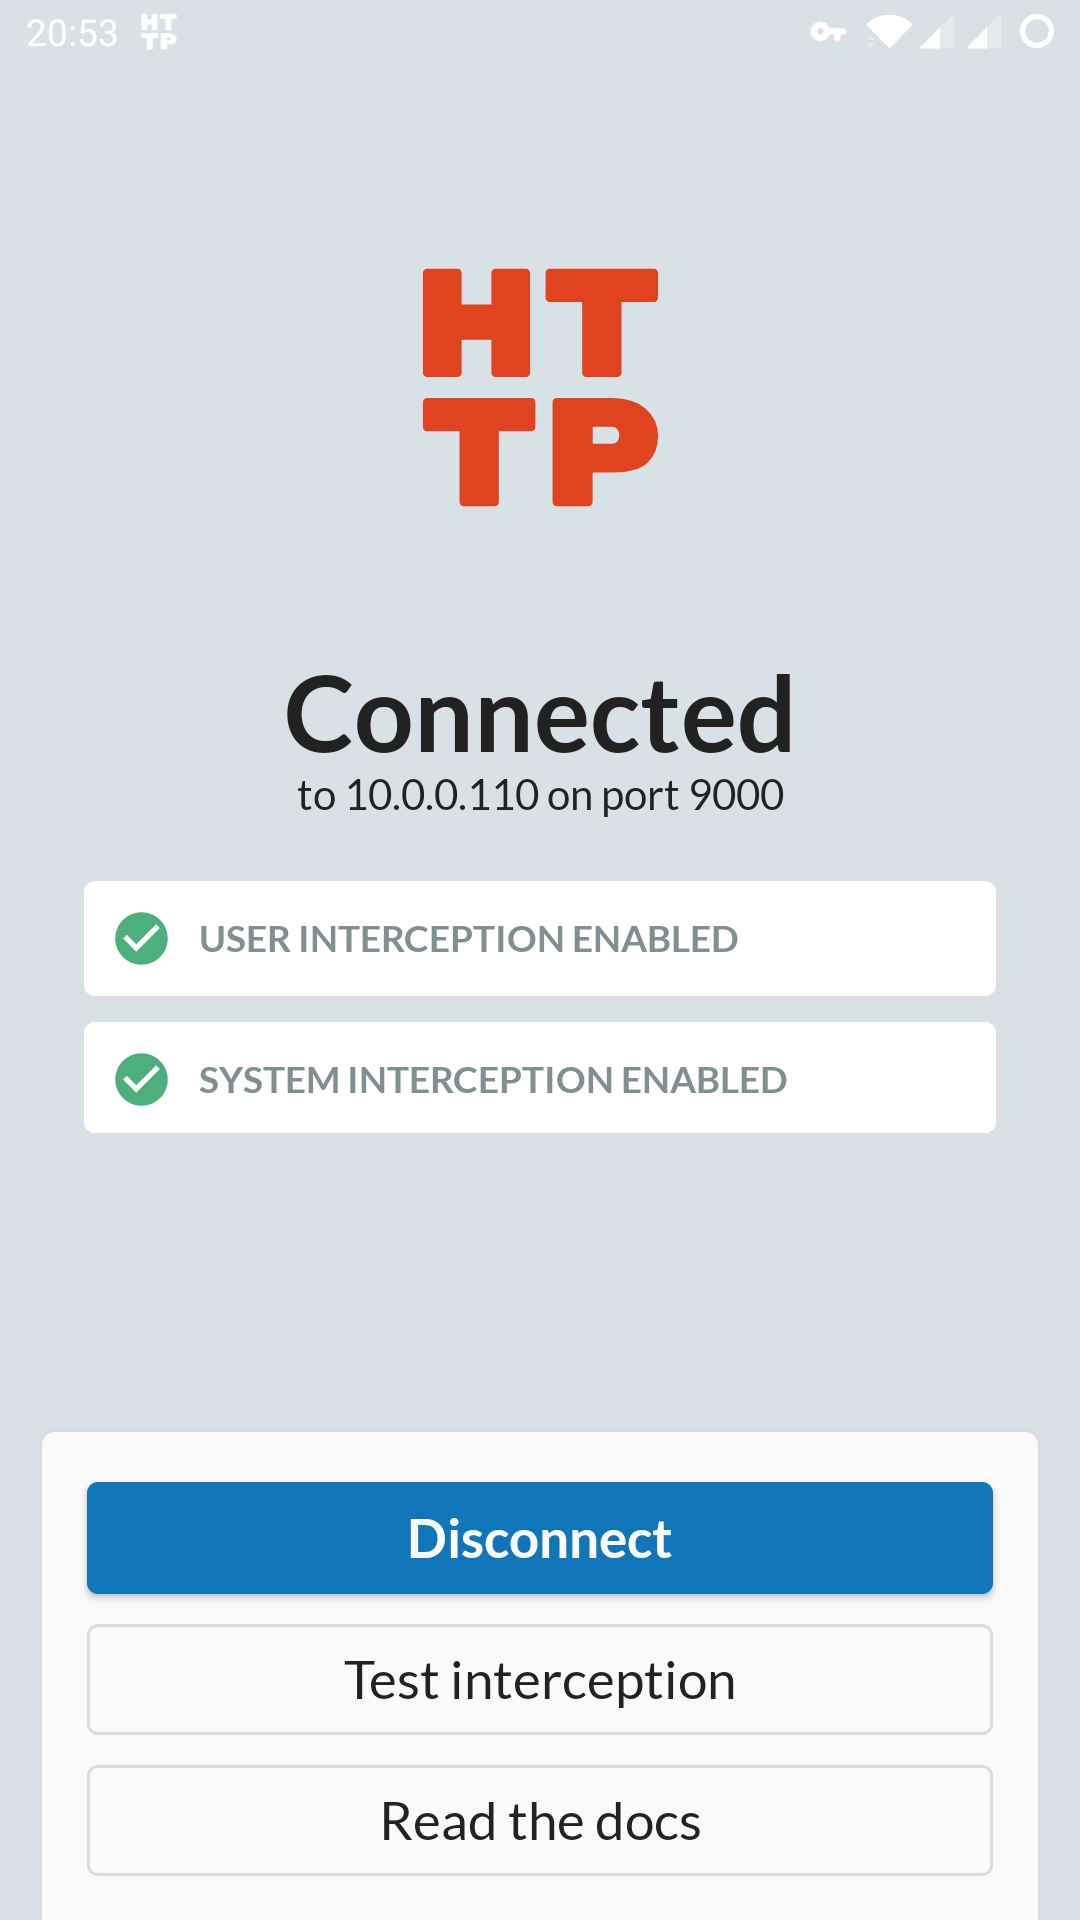 20:53 HT
TP
HT
TP
Connected
to 10.0.0.110 on port 9000
USER INTERCEPTION ENABLED
SYSTEM INTERCEPTION ENABLED
Disconnect
Test interception
Read the docs